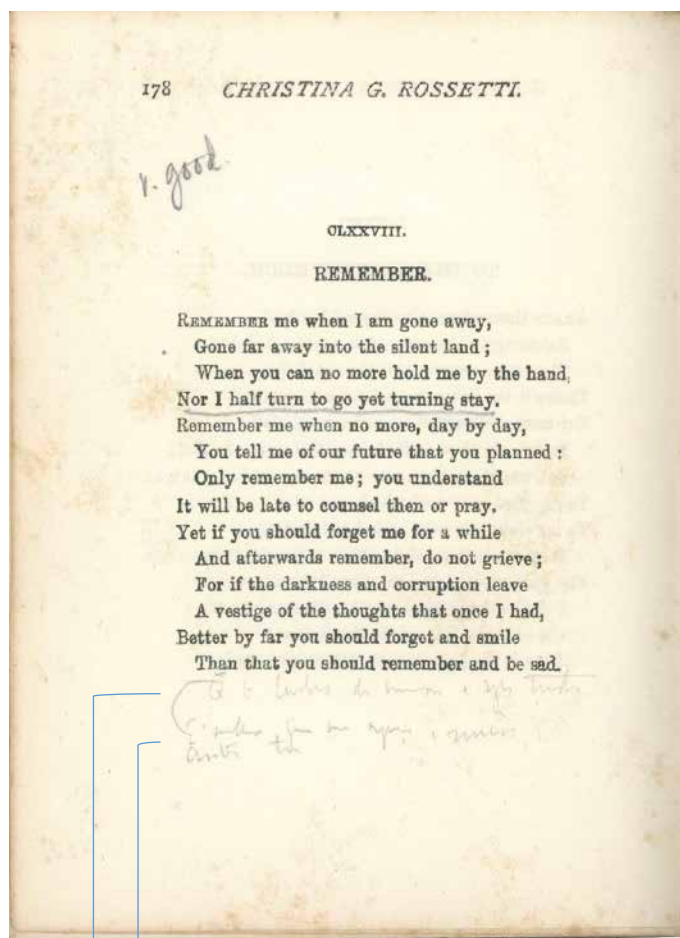 178 CHRISTINA G. ROSSETTI.
v. good.
CLXXVIII.
REMEMBER.
REMEMBER me when I am gone away,
Gone far away into the silent land ;
When you can no more hold me by the hand,
Nor I half turn to go yet turning stay.
Remember me when no more, day by day,
You tell me of our future that you planned :
Only remember me ; you understand
It will be late to counsel then or pray.
Yet if you should forget me for a while
And afterwards remember, do not grieve ;
For if the darkness and corruption leave
A vestige of the thoughts that once I had,
Better by far you should forget and smile
Than that you should remember and be sad.